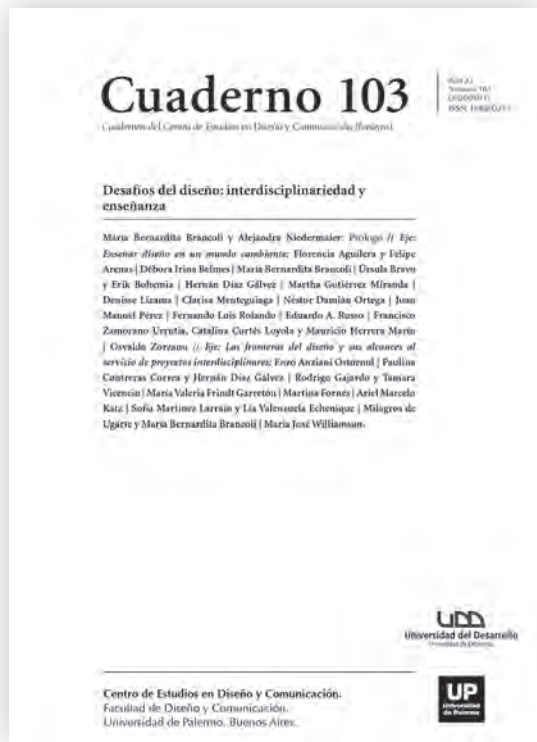 Cuaderno 103
Cuadernos del Centro de Estudios en Diseño y Comunicación [Ensayos]
Desafíos del diseño: interdisciplinariedad y
enseñanza
María Bernardita Brancoli y Alejandra Niedermaier: Prólogo // Eje:
Enseñar diseño en un mundo cambiante: Florencia Aguilera y Felipe
Arenas | Débora Irina Belmes | María Bernardita Brancoli | Úrsula Bravo
y Erik Bohemia | Hernán Díaz Gálvez | Martha Gutiérrez Miranda |
Denisse Lizama | Clarisa Menteguiaga | Néstor Damián Ortega | Juan
Manuel Pérez | Fernando Luis Rolando | Eduardo A. Russo | Francisco
Zamorano Urrutia, Catalina Cortés Loyola y Mauricio Herrera Marín
| Osvaldo Zorzano // Eje: Las fronteras del diseño y sus alcances al
servicio de proyectos interdisciplinares: Enzo Anziani Ostornol | Paulina
Contreras Correa y Hernán Díaz Gálvez | Rodrigo Gajardo y Tamara
Vicencio | María Valeria Frindt Garretón | Martina Fornés | Ariel Marcelo
Katz | Sofía Martínez Larraín y Lía Valenzuela Echenique | Milagros de
Ugarte y María Bernardita Brancoli | María José Williamson.
UDD
Universidad del Desarrollo
Centro de Estudios en Diseño y Comunicación.
Facultad de Diseño y Comunicación.
Universidad de Palermo. Buenos Aires.
UP
Universidad
de Palermo